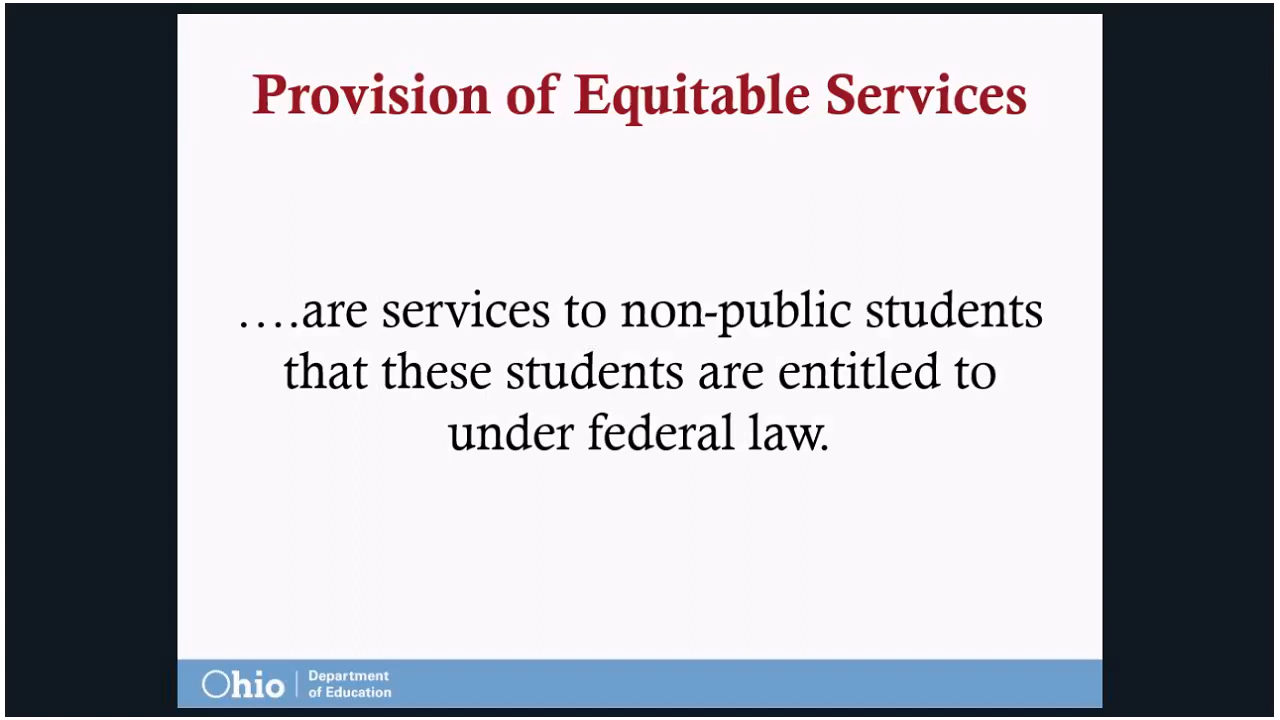 Provision of Equitable Services
….are services to non-public students
that these students are entitled to
under federal law.
Ohio
Department
of Education